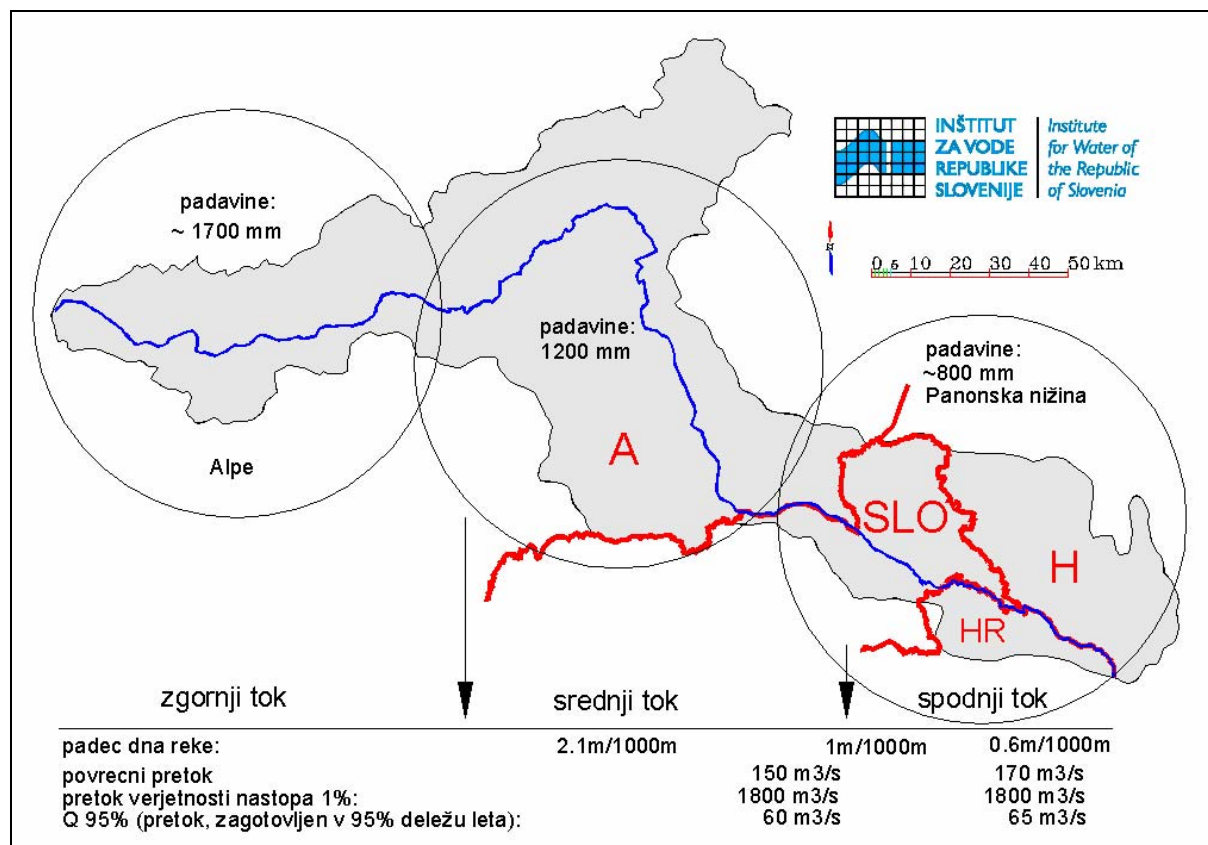 padavine:
~ 1700 mm
Alpe
padavine:
1200 mm
A
INŠTITUT
ZA VODE
REPUBLIKE
SLOVENIJE
Institute
for Water of
the Republic
of Slovenia
N
0 5 10 20 30 40 50 km
padavine:
~800 mm
Panonska nižina
SLO
H
HR
zgornji tok srednji tok spodnji tok
padec dna reke: 2.1m/1000m 1m/1000m 0.6m/1000m
povrecni pretok 150 m3/s 170 m3/s
pretok verjetnosti nastopa 1%: 1800 m3/s 1800 m3/s
Q 95% (pretok, zagotovljen v 95% deležu leta): 60 m3/s 65 m3/s